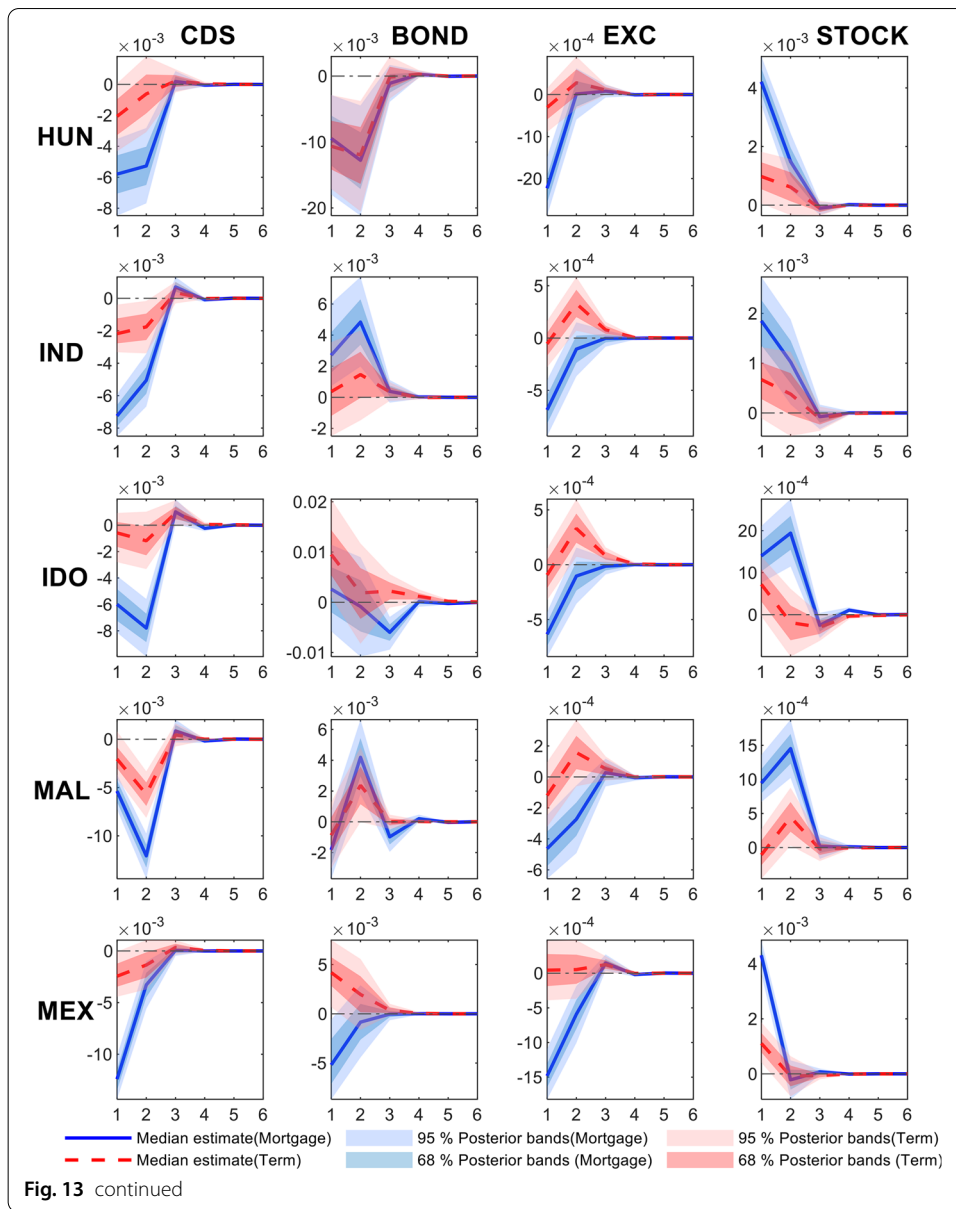 CDS BOND EXC STOCK
× 10⁻³ × 10⁻³ × 10⁻⁴ × 10⁻³
HUN
0 -2 -4 -6 -8
0 -10 -20
0 -10 -20
4 2 0
1 2 3 4 5 6 1 2 3 4 5 6 1 2 3 4 5 6 1 2 3 4 5 6
× 10⁻³ × 10⁻³ × 10⁻⁴ × 10⁻³
IND
0 -2 -4 -6 -8
6 4 2 0 -2
5 0 -5
2 1 0
1 2 3 4 5 6 1 2 3 4 5 6 1 2 3 4 5 6 1 2 3 4 5 6
× 10⁻³ × 10⁻⁴ × 10⁻⁴
IDO
0 -2 -4 -6 -8
0.02 0.01 0 -0.01
5 0 -5
20 10 0
1 2 3 4 5 6 1 2 3 4 5 6 1 2 3 4 5 6 1 2 3 4 5 6
× 10⁻³ × 10⁻³ × 10⁻⁴ × 10⁻⁴
MAL
0 -5 -10
6 4 2 0 -2
2 0 -2 -4 -6
15 10 5 0
1 2 3 4 5 6 1 2 3 4 5 6 1 2 3 4 5 6 1 2 3 4 5 6
× 10⁻³ × 10⁻³ × 10⁻⁴ × 10⁻³
MEX
0 -5 -10
5 0 -5
0 -5 -10 -15
4 2 0
1 2 3 4 5 6 1 2 3 4 5 6 1 2 3 4 5 6 1 2 3 4 5 6
Median estimate(Mortgage) 95 % Posterior bands(Mortgage) 95 % Posterior bands(Term)
Median estimate(Term) 68 % Posterior bands (Mortgage) 68 % Posterior bands (Term)
Fig. 13 continued